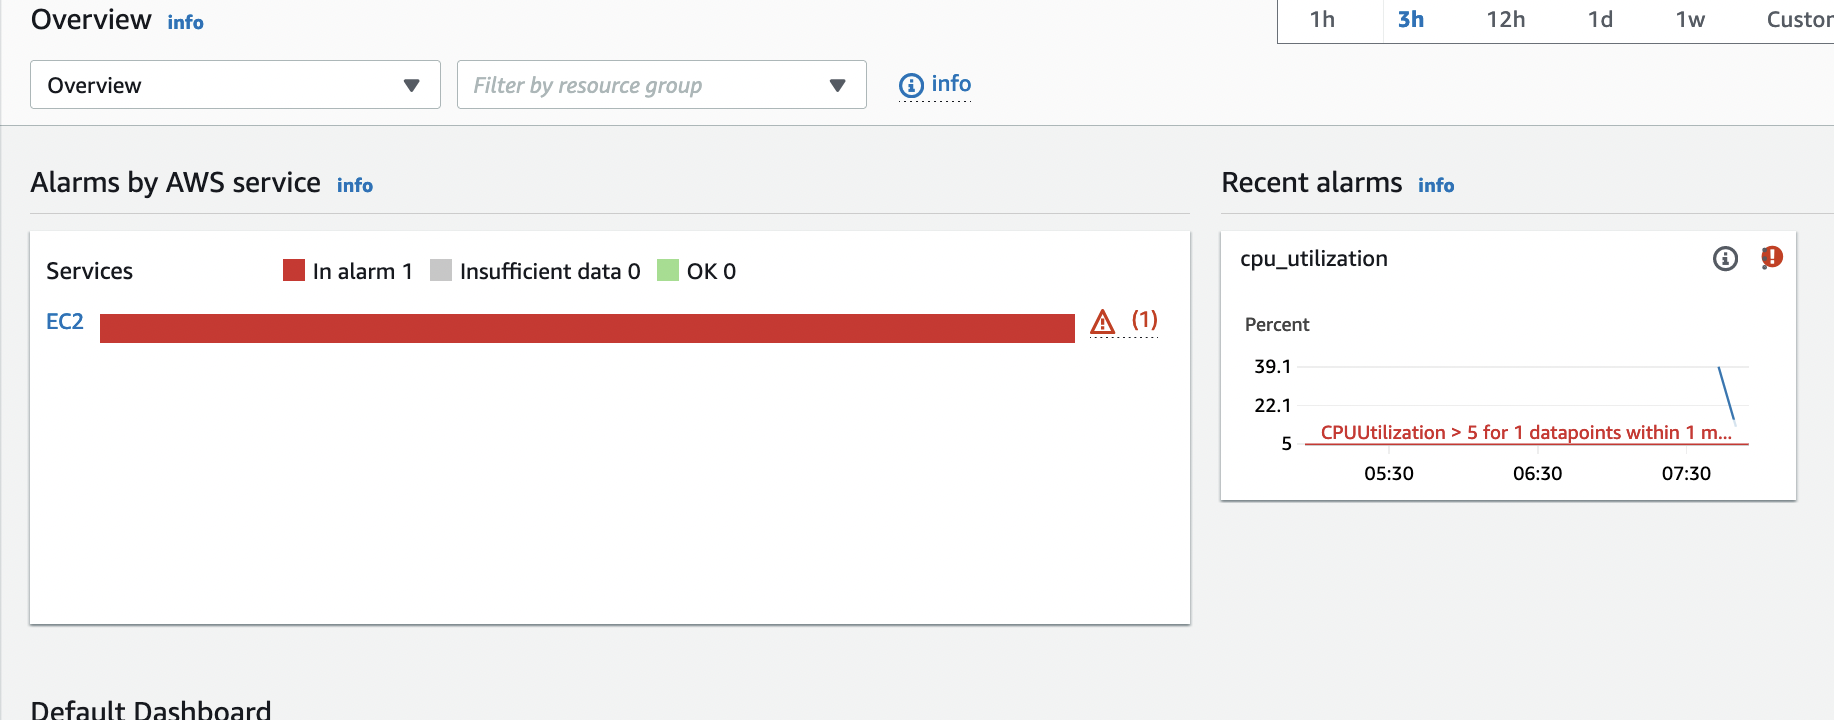 Overview info
1h 3h 12h 1d 1w Custom
Overview Filter by resource group info
Alarms by AWS service info
Services In alarm 1 Insufficient data 0 OK 0
EC2 (1)
Recent alarms info
cpu_utilization
Percent
39.1
22.1
CPUUtilization > 5 for 1 datapoints within 1 m...
5
05:30 06:30 07:30
Default Dashboard